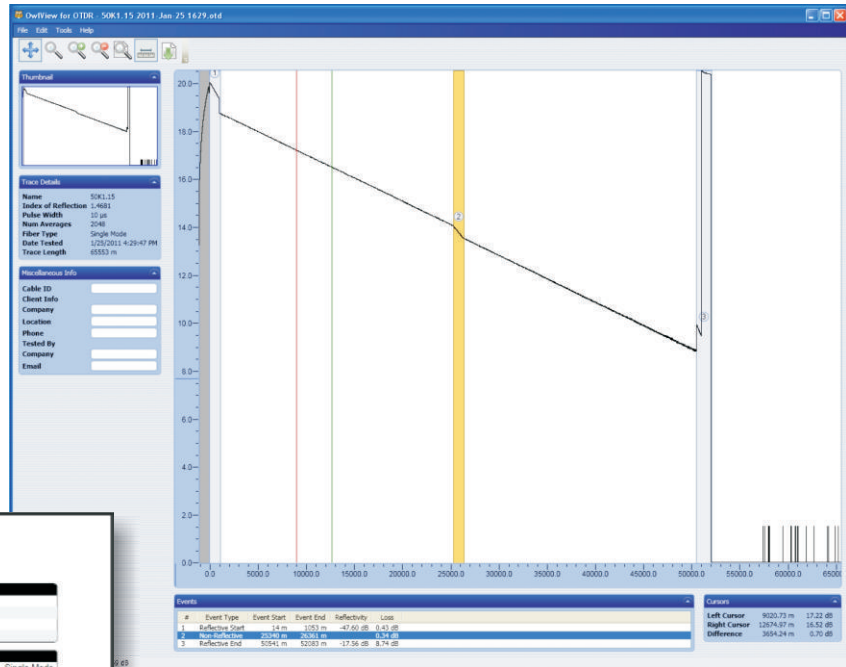 OwlView for OTDR - 50K1.15 2011-Jan-25 1629.otd
File Edit Tools Help
Thumbnail
Trace Details
Name 50K1.15
Index of Reflection 1.4681
Pulse Width 10 µs
Num Averages 2048
Fiber Type Single Mode
Date Tested 1/25/2011 4:29:47 PM
Trace Length 65553 m
Miscellaneous Info
Cable ID
Client Info
Company
Location
Phone
Tested By
Company
Email
20.0
18.0
16.0
14.0
12.0
10.0
8.0
6.0
4.0
2.0
0.0
1
2
3
0.0 5000.0 10000.0 15000.0 20000.0 25000.0 30000.0 35000.0 40000.0 45000.0 50000.0 55000.0 60000.0 65000
Events
# Event Type Event Start Event End Reflectivity Loss
1 Reflective Start 14 m 1053 m -47.60 dB 0.43 dB
2 Non-Reflective 25340 m 26361 m 0.34 dB
3 Reflective End 50541 m 52083 m -17.56 dB 8.74 dB
Cursors
Left Cursor 9020.73 m 17.22 dB
Right Cursor 12674.97 m 16.52 dB
Difference 3654.24 m 0.70 dB
Single Mode